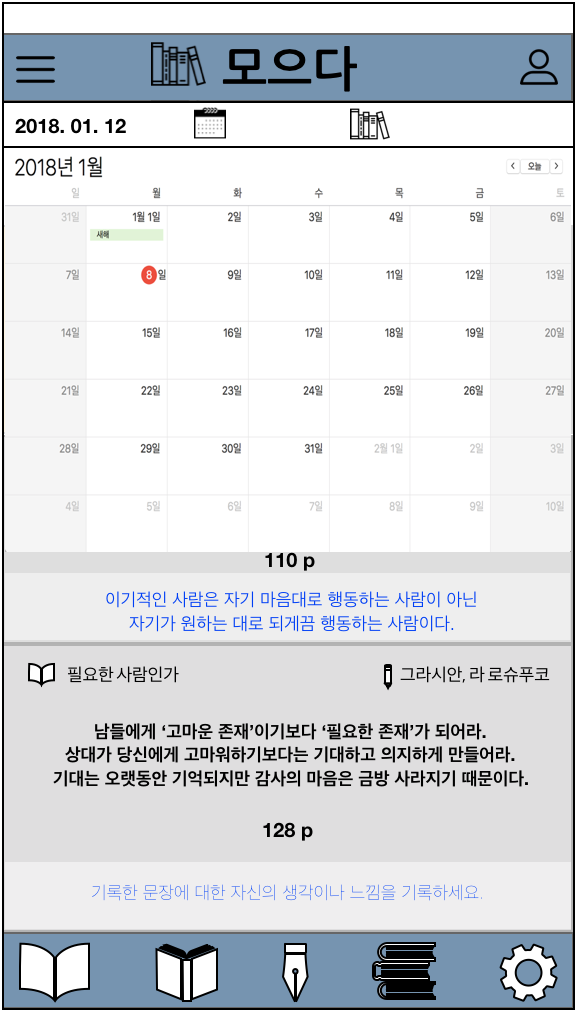 모으다
2018. 01. 12
2018년 1월
< 오늘 >
일 월 화 수 목 금 토
31일 1월 1일 2일 3일 4일 5일 6일
새해
7일 8일 9일 10일 11일 12일 13일
14일 15일 16일 17일 18일 19일 20일
21일 22일 23일 24일 25일 26일 27일
28일 29일 30일 31일 2월 1일 2일 3일
4일 5일 6일 7일 8일 9일 10일
110 p
이기적인 사람은 자기 마음대로 행동하는 사람이 아닌
자기가 원하는 대로 되게끔 행동하는 사람이다.
필요한 사람인가 그라시안, 라 로슈푸코
남들에게 ‘고마운 존재’이기보다 ‘필요한 존재’가 되어라.
상대가 당신에게 고마워하기보다는 기대하고 의지하게 만들어라.
기대는 오랫동안 기억되지만 감사의 마음은 금방 사라지기 때문이다.
128 p
기록한 문장에 대한 자신의 생각이나 느낌을 기록하세요.